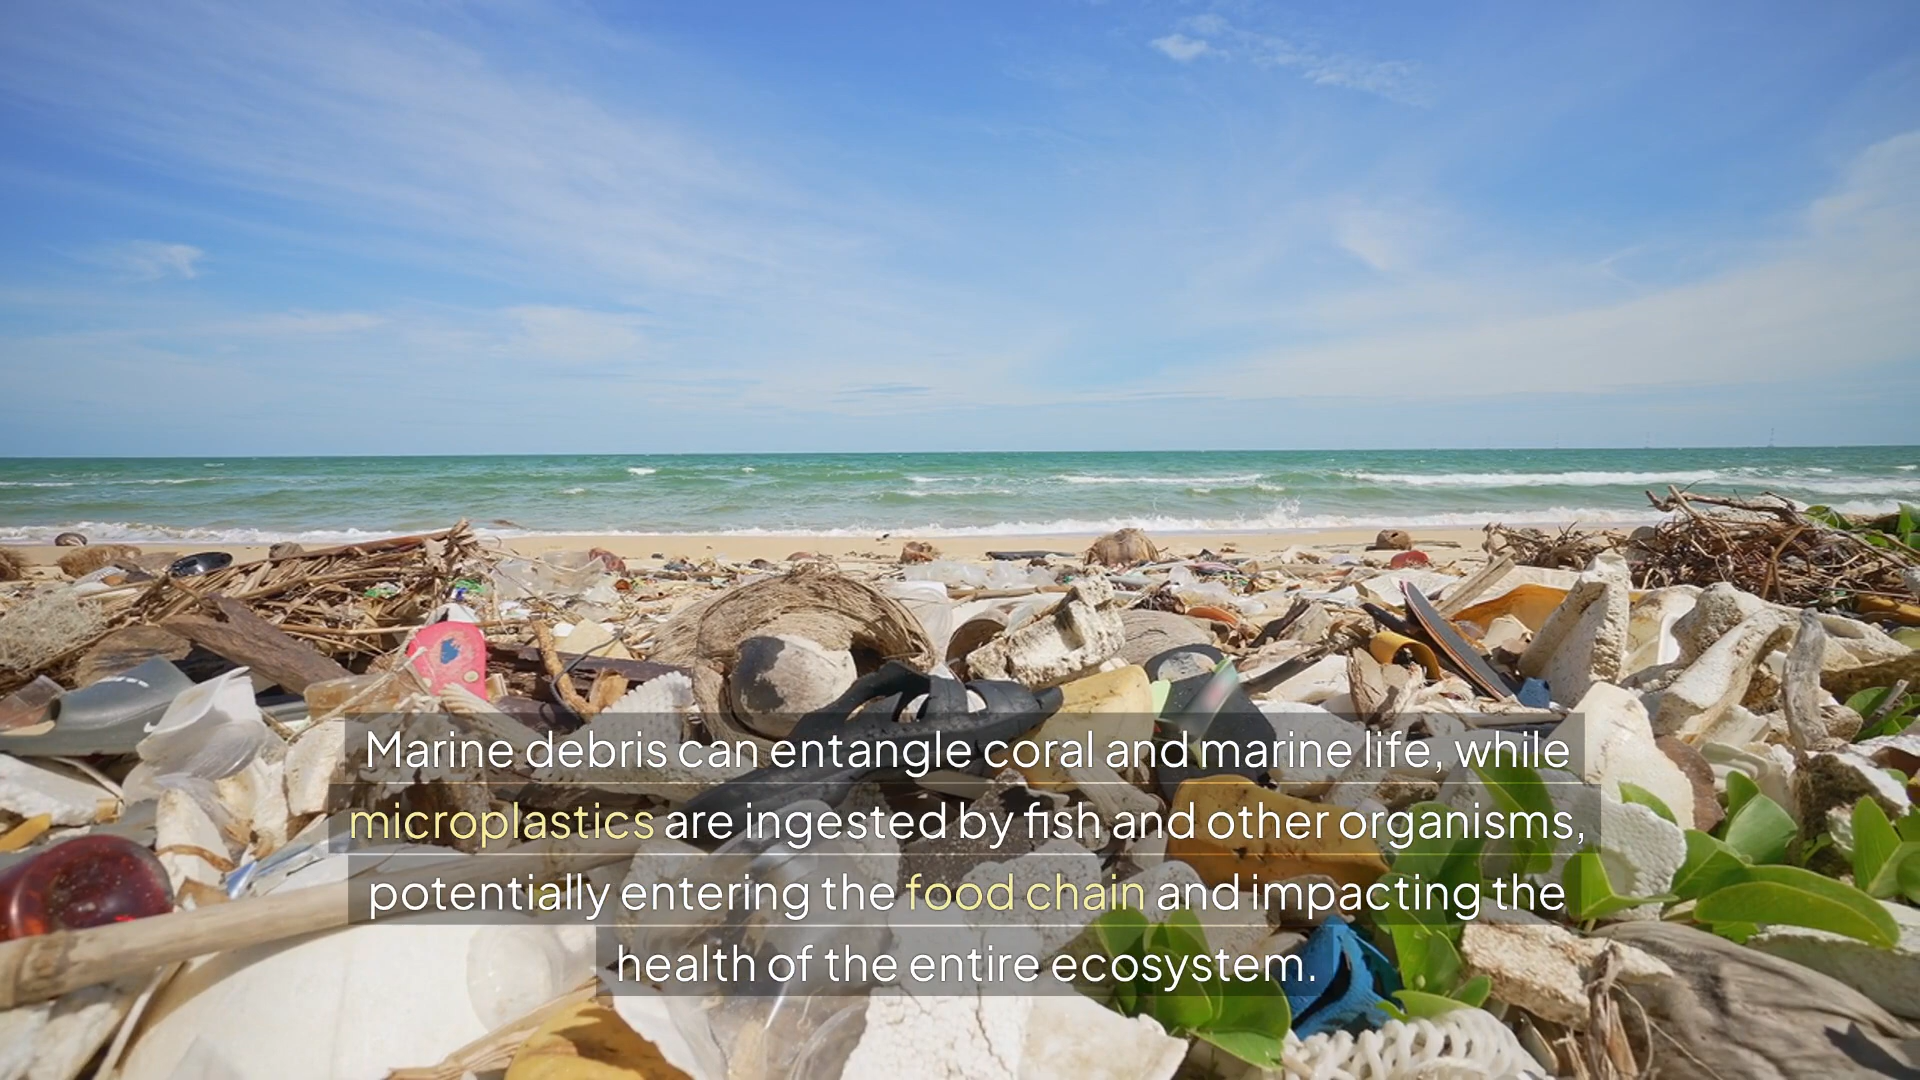 Marine debris can entangle coral and marine life, while
microplastics are ingested by fish and other organisms,
potentially entering the food chain and impacting the
health of the entire ecosystem.